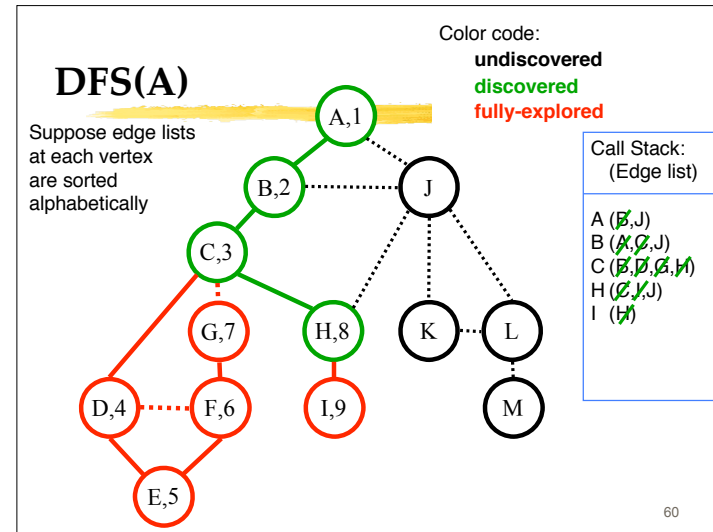 Color code:
undiscovered
discovered
fully-explored
DFS(A)
Suppose edge lists
at each vertex
are sorted
alphabetically
A,1
B,2
J
C,3
G,7
H,8
K
L
D,4
F,6
I,9
M
E,5
Call Stack:
(Edge list)
A (B,J)
B (A,C,J)
C (B,D,G,H)
H (C,I,J)
I (H)
60